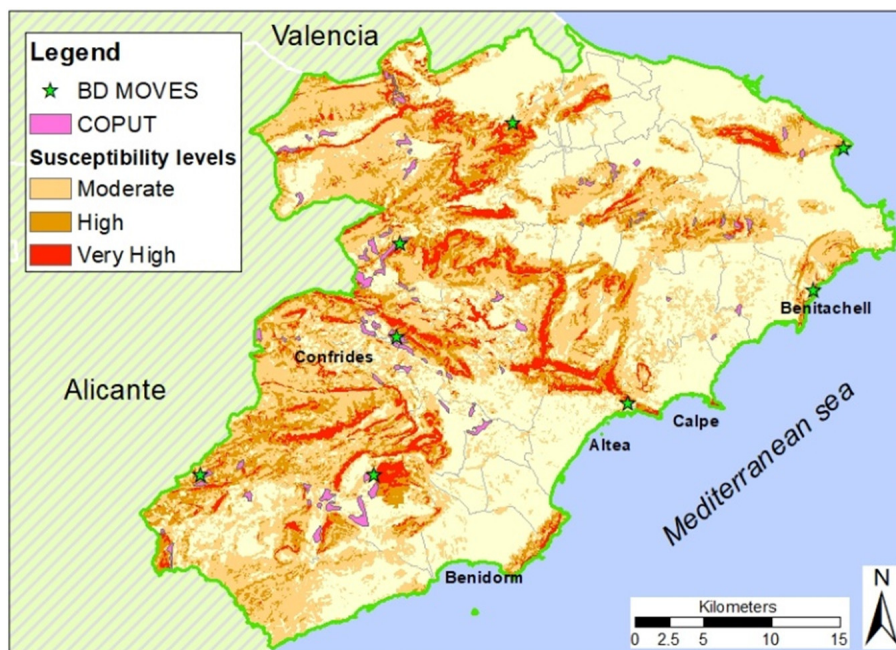 Valencia
Legend
BD MOVES
COPUT
Susceptibility levels
Moderate
High
Very High
Benitachell
Confrides
Alicante
Calpe
Altea
Mediterranean sea
Benidorm
N
Kilometers
0 2.5 5 10 15